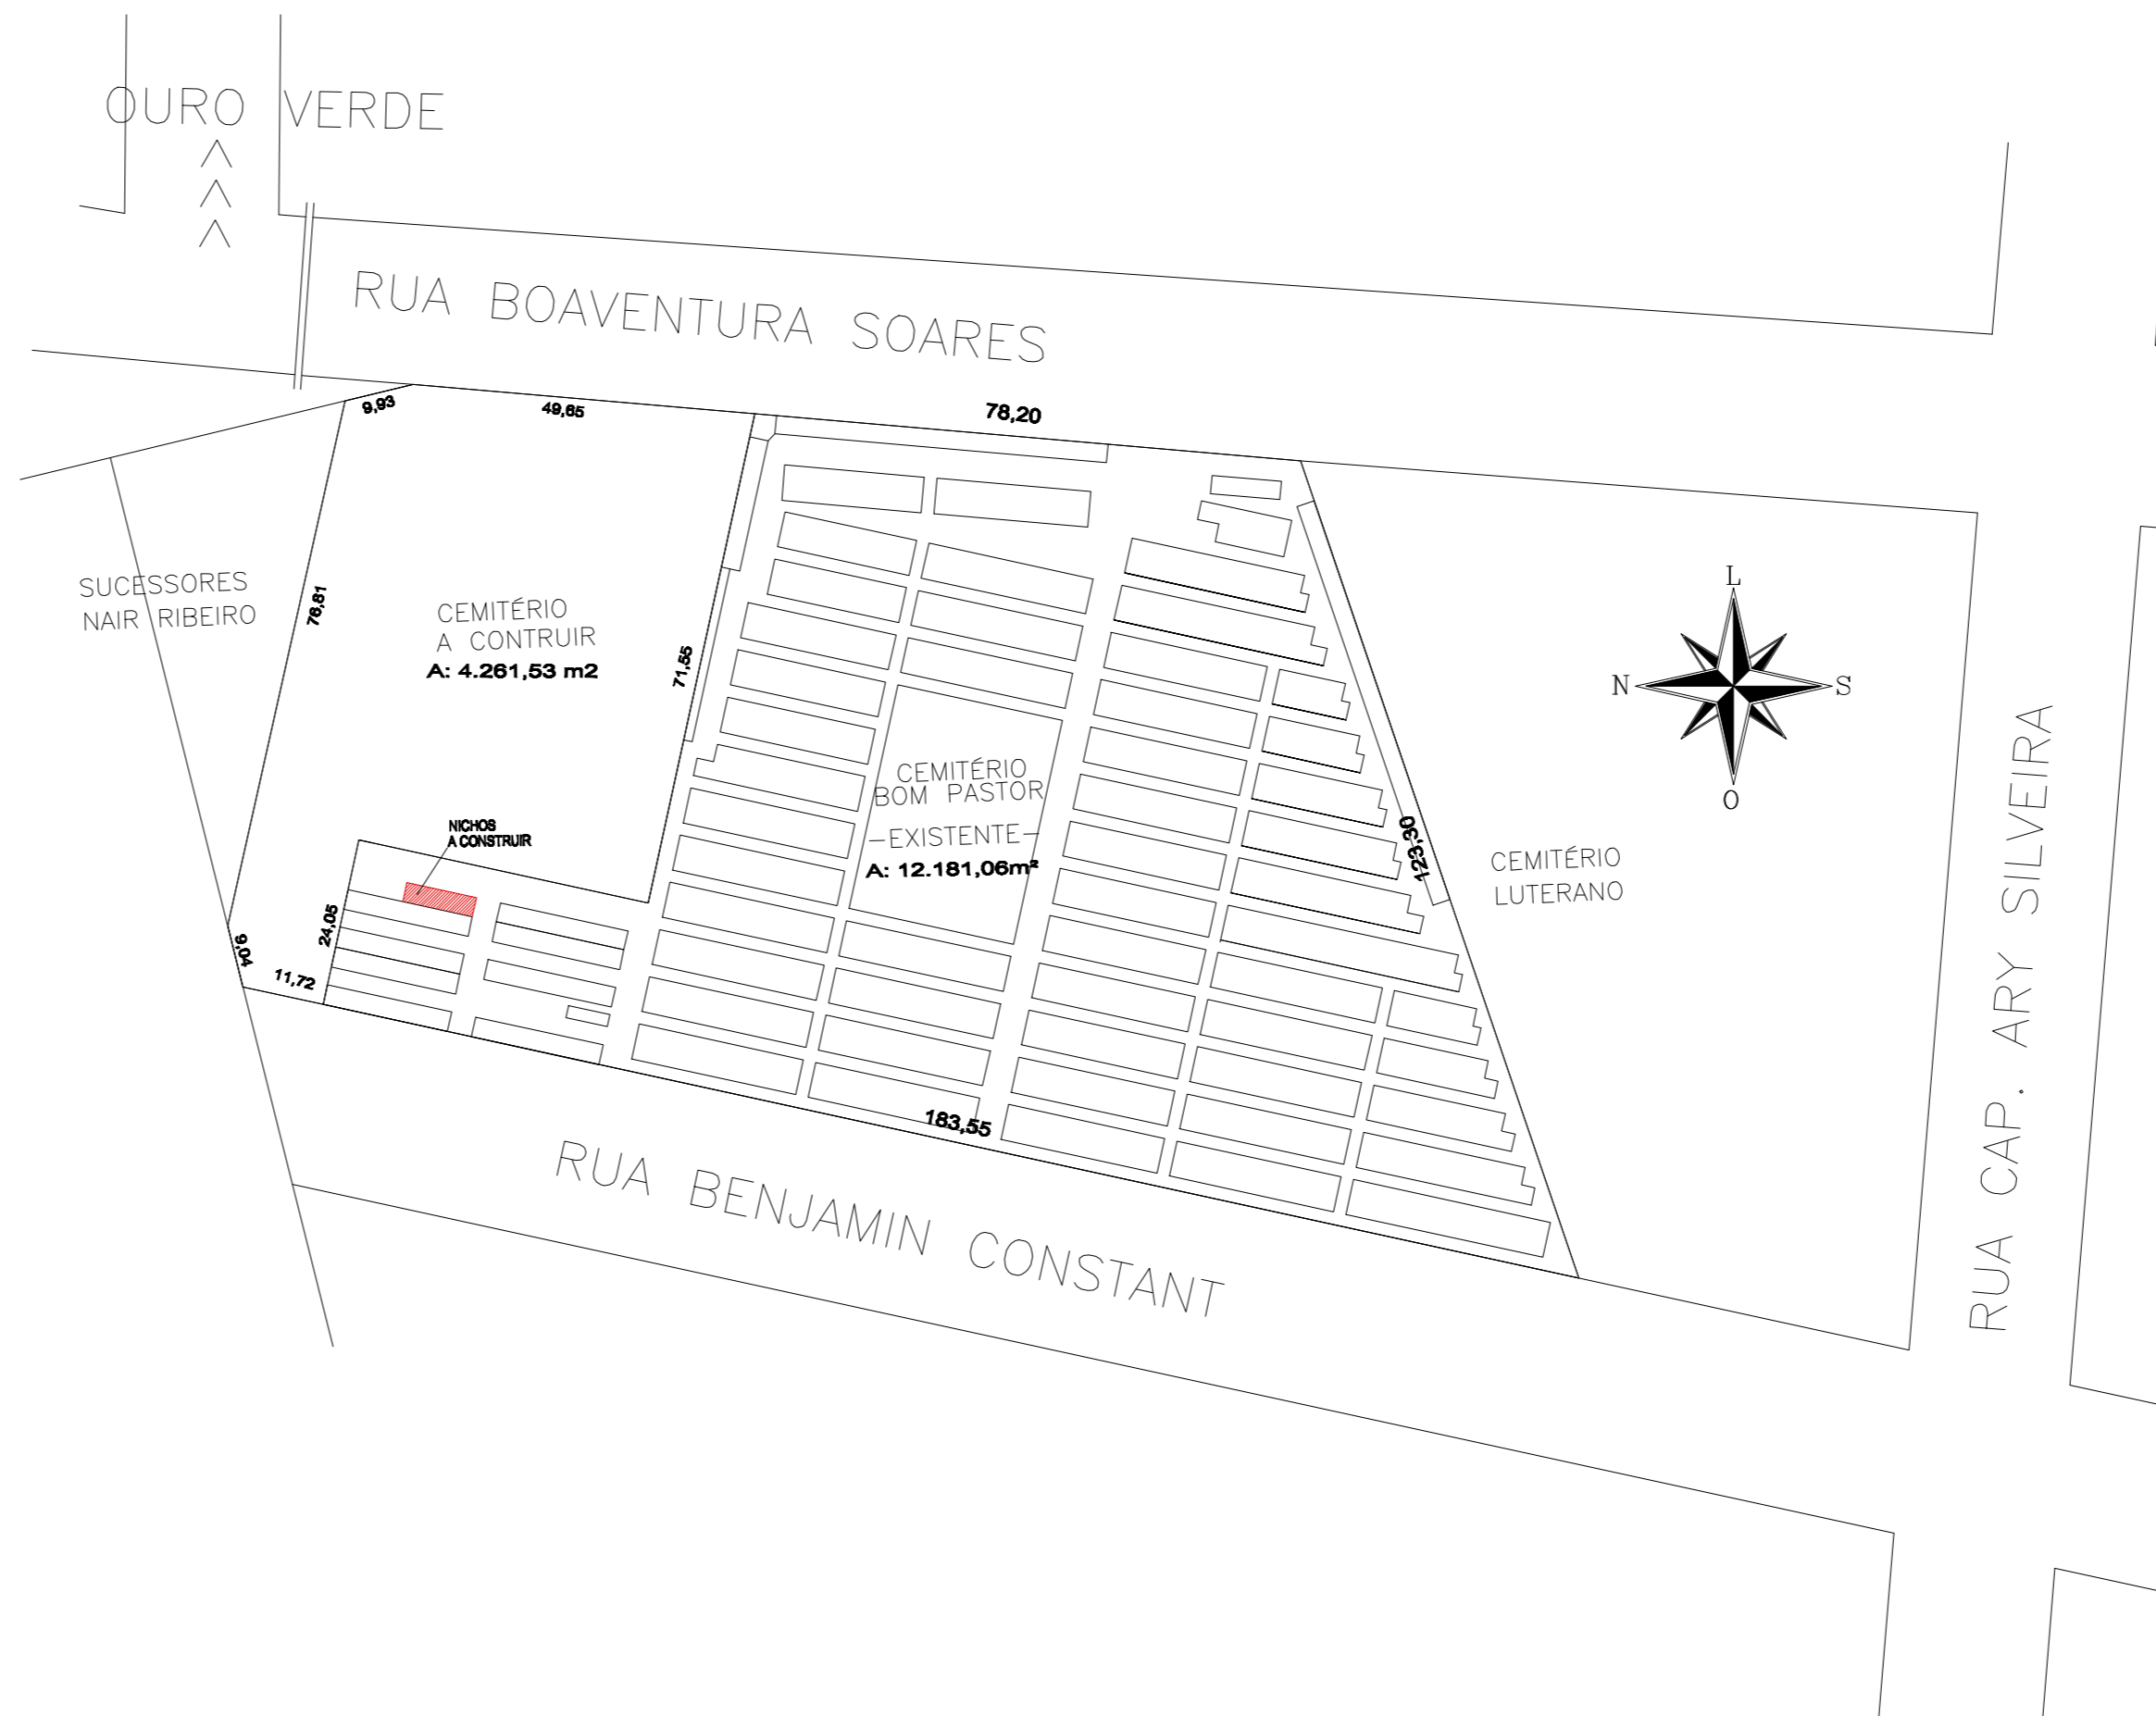 OURO VERDE
RUA BOAVENTURA SOARES
9,93
49,65
78,20
SUCESSORES
NAIR RIBEIRO
76,81
CEMITÉRIO
A CONTRUIR
A: 4.261,53 m2
71,55
L
N
S
O
CEMITÉRIO
BOM PASTOR
-EXISTENTE-
A: 12.181,06m²
123,30
CEMITÉRIO
LUTERANO
RUA CAP. ARY SILVEIRA
NICHOS
A CONSTRUIR
24,05
9,04
11,72
183,55
RUA BENJAMIN CONSTANT